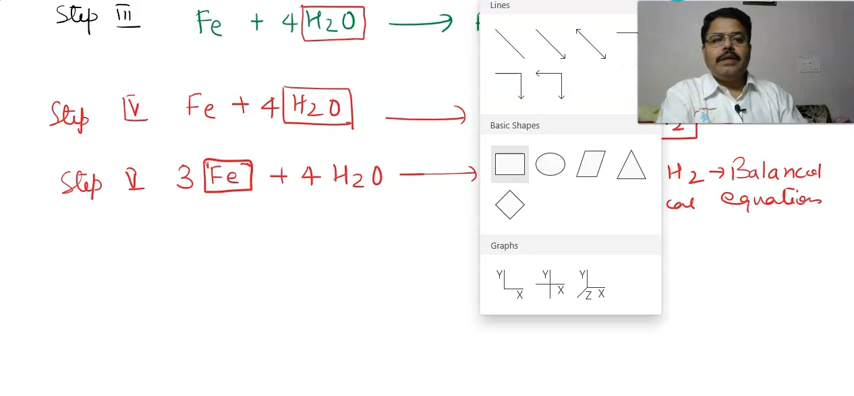 Step III Fe + 4 H2O →
Step IV Fe + 4 H2O → 2
Step V 3 Fe + 4 H2O → H2 → Balanced
equation
Lines
Basic Shapes
Graphs
Y X Y X Y Z X